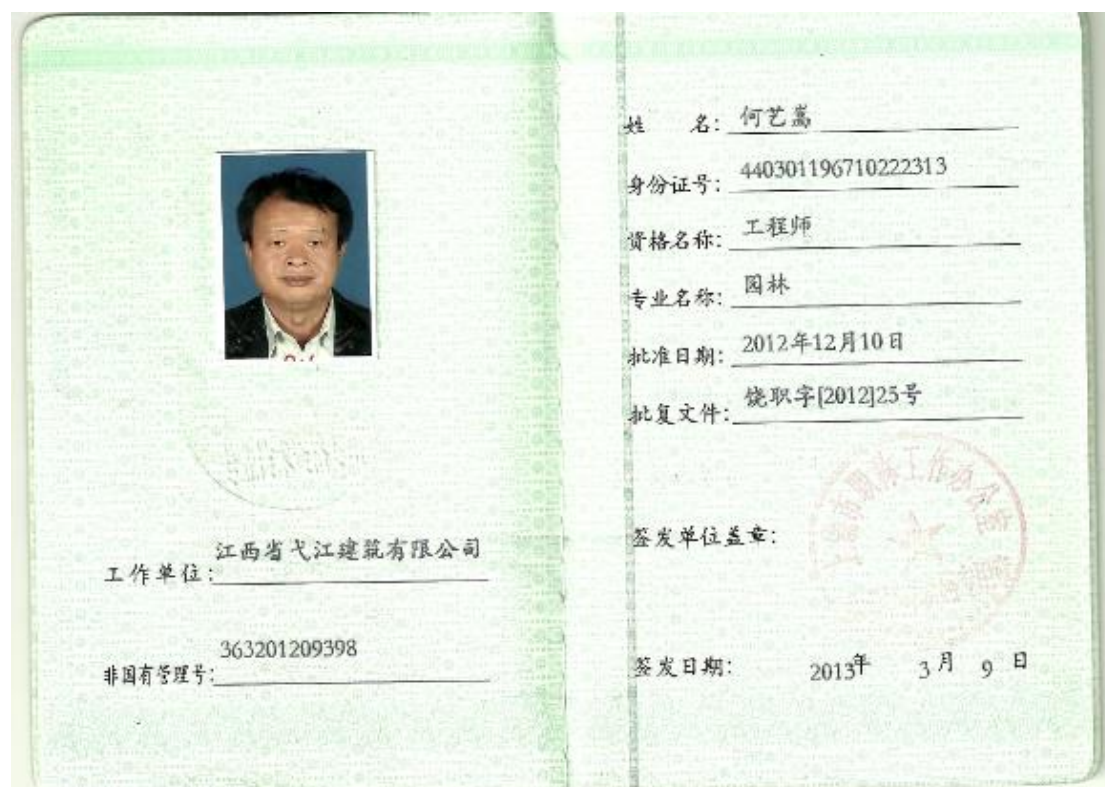 工作单位：江西省弋江建筑有限公司
非国有管理号：363201209398
姓 名：何艺嵩
身份证号：440301196710222313
资格名称：工程师
专业名称：园林
批准日期：2012年12月10日
批复文件：饶职字[2012]25号
签发单位盖章：
签发日期： 2013年 3月 9日